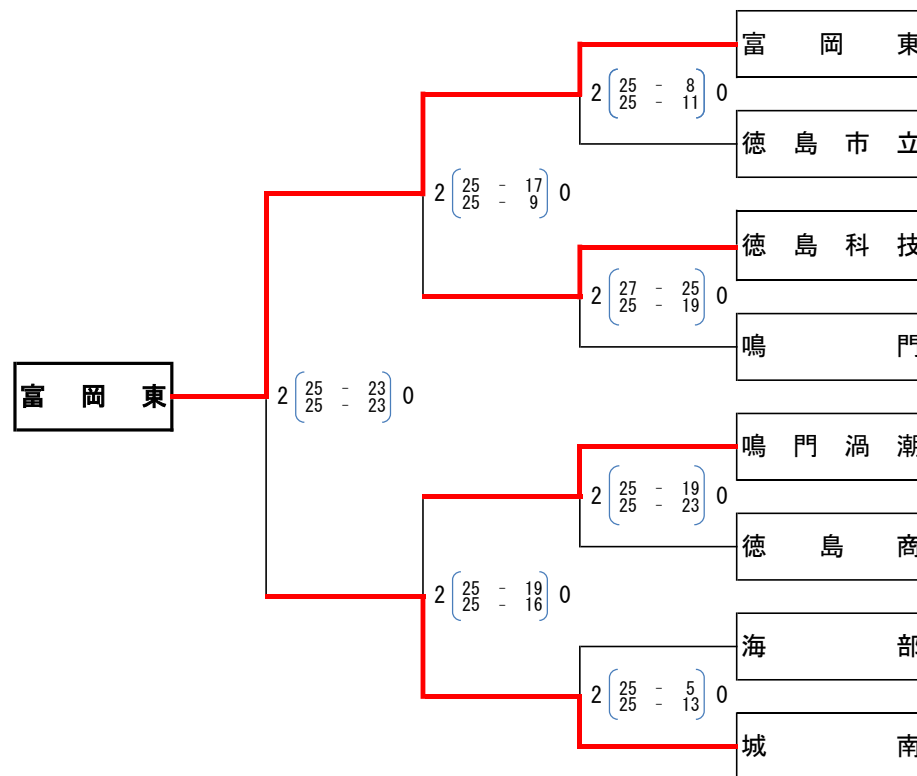 富岡東
2 25 - 8 0
25 - 11
徳島市立
2 25 - 17 0
25 - 9
徳島科技
2 27 - 25 0
25 - 19
鳴門
富岡東
2 25 - 23 0
25 - 23
鳴門渦潮
2 25 - 19 0
25 - 23
徳島商
2 25 - 19 0
25 - 16
海部
2 25 - 5 0
25 - 13
城南